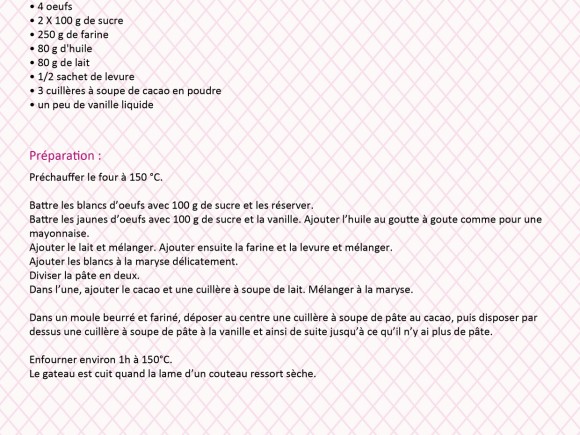 • 4 oeufs
• 2 X 100 g de sucre
• 250 g de farine
• 80 g d'huile
• 80 g de lait
• 1/2 sachet de levure
• 3 cuillères à soupe de cacao en poudre
• un peu de vanille liquide
Préparation :
Préchauffer le four à 150 °C.
Battre les blancs d’oeufs avec 100 g de sucre et les réserver.
Battre les jaunes d’oeufs avec 100 g de sucre et la vanille. Ajouter l’huile au goutte à goute comme pour une
mayonnaise.
Ajouter le lait et mélanger. Ajouter ensuite la farine et la levure et mélanger.
Ajouter les blancs à la maryse délicatement.
Diviser la pâte en deux.
Dans l’une, ajouter le cacao et une cuillère à soupe de lait. Mélanger à la maryse.
Dans un moule beurré et fariné, déposer au centre une cuillère à soupe de pâte au cacao, puis disposer par
dessus une cuillère à soupe de pâte à la vanille et ainsi de suite jusqu’à ce qu’il n’y ai plus de pâte.
Enfourner environ 1h à 150°C.
Le gateau est cuit quand la lame d’un couteau ressort sèche.